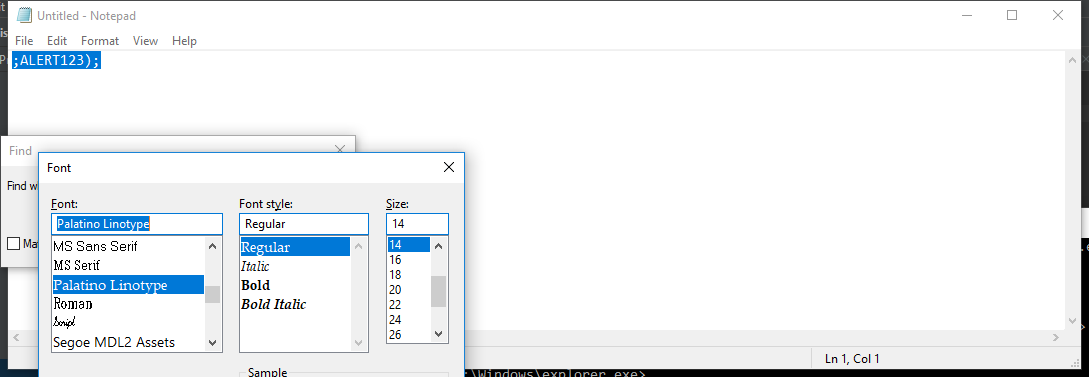 Untitled - Notepad
File Edit Format View Help
;ALERT123);
Find
Find w
Ma
Font
Font: Font style: Size:
Palatino Linotype Regular 14
MS Sans Serif Regular 14
MS Serif Italic 16
Palatino Linotype Bold 18
Roman Bold Italic 20
Script 22
Segoe MDL2 Assets 24
26
Sample
Ln 1, Col 1
:\Windows\explorer.exe>